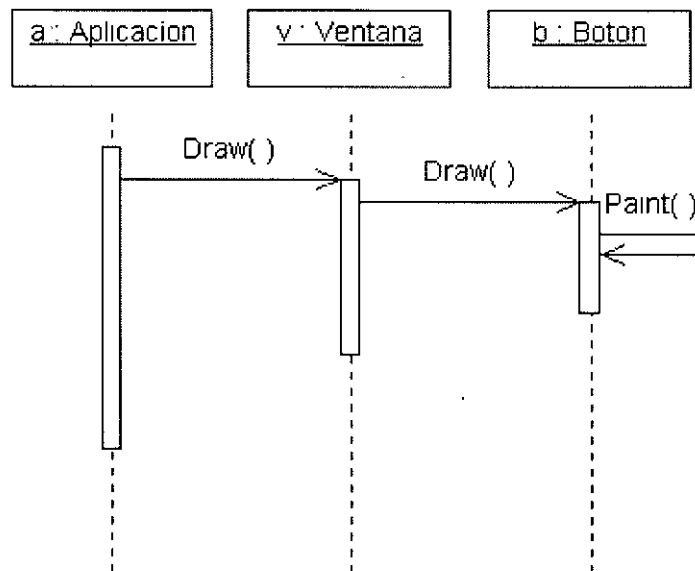 a : Aplicacion
v : Ventana
b : Boton
Draw( )
Draw( )
Paint( )